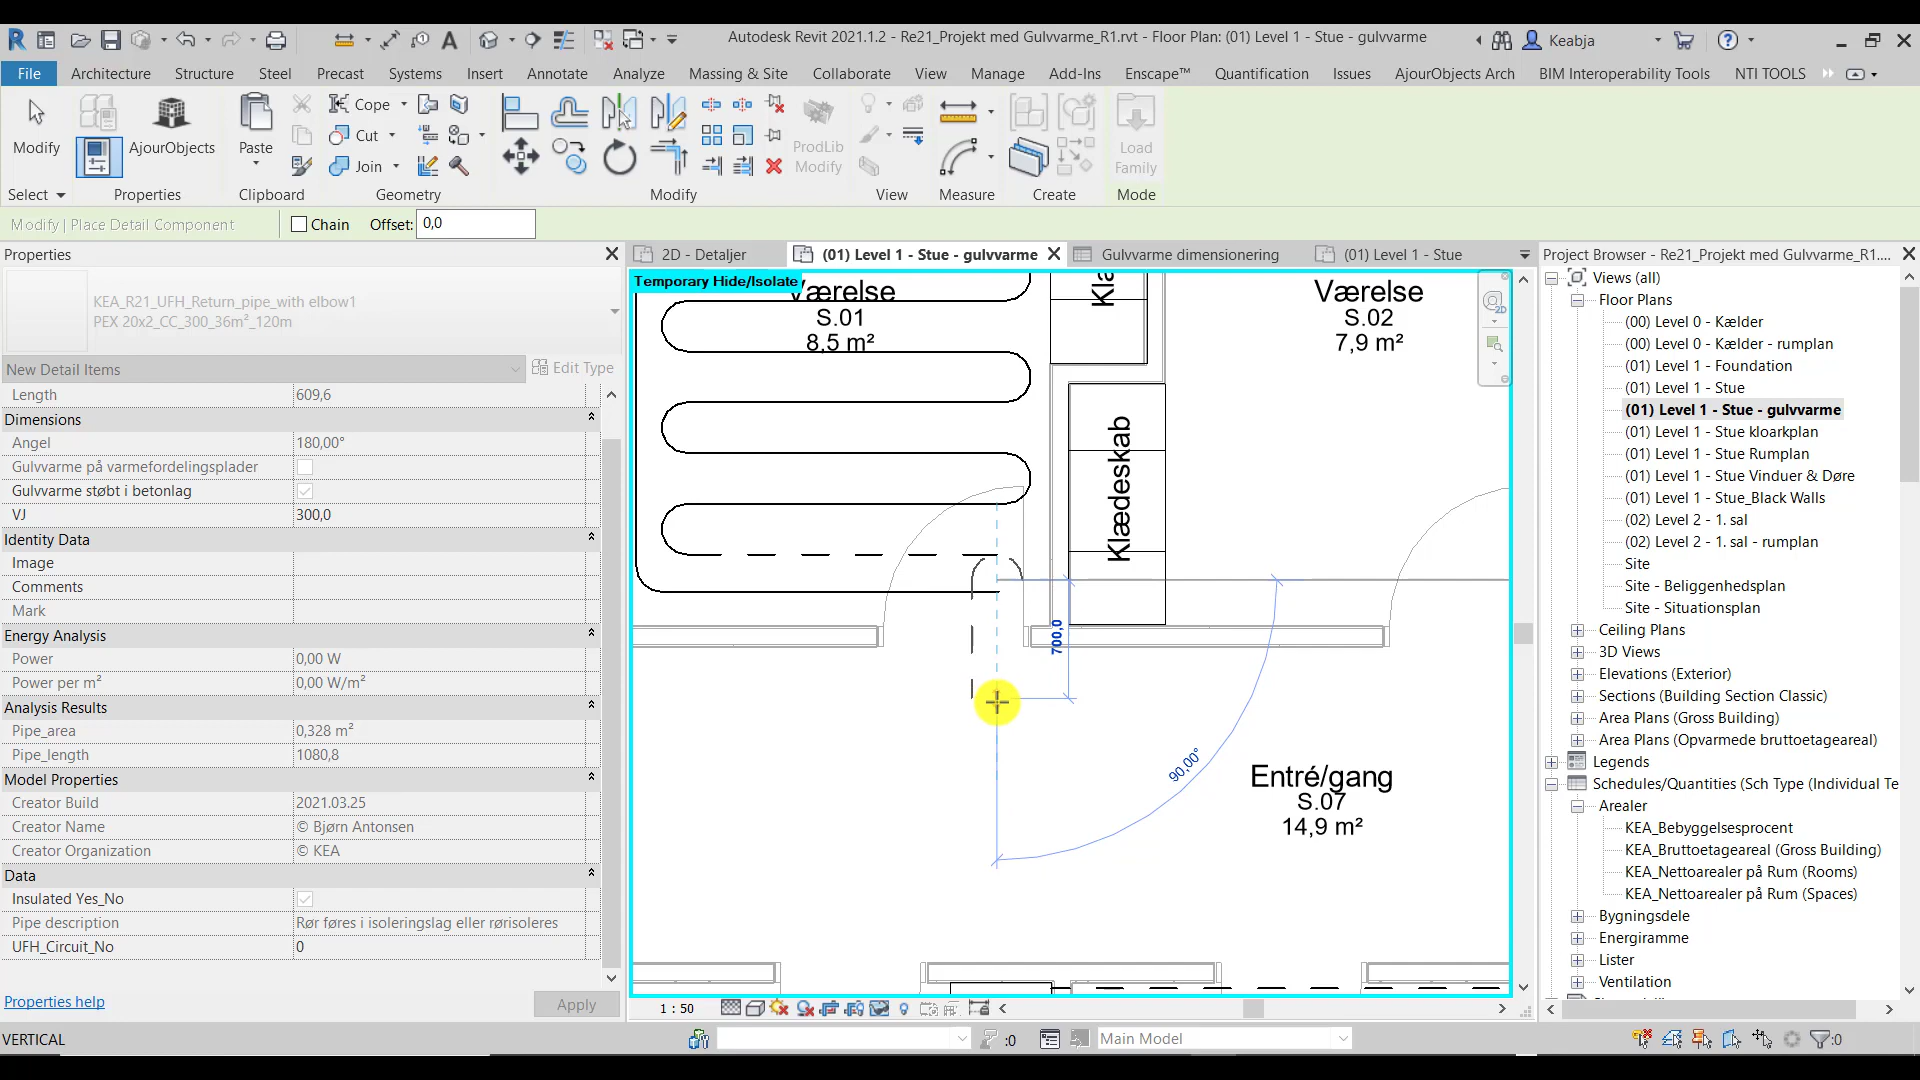 Autodesk Revit 2021.1.2 - Re21_Projekt med Gulvvarme_R1.rvt - Floor Plan: (01) Level 1 - Stue - gulvvarme
Keabja
File Architecture Structure Steel Precast Systems Insert Annotate Analyze Massing & Site Collaborate View Manage Add-Ins Enscape™ Quantification Issues AjourObjects Arch BIM Interoperability Tools NTI TOOLS
Modify
AjourObjects
Paste
Cope
Cut
Join
ProdLib
Modify
Load
Family
Select Properties Clipboard Geometry Modify View Measure Create Mode
Modify | Place Detail Component
Chain
Offset: 0,0
Properties
KEA_R21_UFH_Return_pipe_with elbow1
PEX 20x2_CC_300_36m²_120m
New Detail Items
Edit Type
Length 609,6
Dimensions
Angel 180,00°
Gulvvarme på varmefordelingsplader
Gulvvarme støbt i betonlag
VJ 300,0
Identity Data
Image
Comments
Mark
Energy Analysis
Power 0,00 W
Power per m² 0,00 W/m²
Analysis Results
Pipe_area 0,328 m²
Pipe_length 1080,8
Model Properties
Creator Build 2021.03.25
Creator Name © Bjørn Antonsen
Creator Organization © KEA
Data
Insulated Yes_No
Pipe description Rør føres i isoleringslag eller rørisoleres
UFH_Circuit_No 0
Properties help
Apply
2D - Detaljer
(01) Level 1 - Stue - gulvvarme
Gulvvarme dimensionering
(01) Level 1 - Stue
Temporary Hide/Isolate
Værelse
S.01
8,5 m²
Kla
Værelse
S.02
7,9 m²
2D
Klædeskab
700,0
90,00°
Entré/gang
S.07
14,9 m²
1 : 50
Project Browser - Re21_Projekt med Gulvvarme_R1....
Views (all)
Floor Plans
(00) Level 0 - Kælder
(00) Level 0 - Kælder - rumplan
(01) Level 1 - Foundation
(01) Level 1 - Stue
(01) Level 1 - Stue - gulvvarme
(01) Level 1 - Stue kloarkplan
(01) Level 1 - Stue Rumplan
(01) Level 1 - Stue Vinduer & Døre
(01) Level 1 - Stue_Black Walls
(02) Level 2 - 1. sal
(02) Level 2 - 1. sal - rumplan
Site
Site - Beliggenhedsplan
Site - Situationsplan
Ceiling Plans
3D Views
Elevations (Exterior)
Sections (Building Section Classic)
Area Plans (Gross Building)
Area Plans (Opvarmede bruttoetageareal)
Legends
Schedules/Quantities (Sch Type (Individual Te
Arealer
KEA_Bebyggelsesprocent
KEA_Bruttoetageareal (Gross Building)
KEA_Nettoarealer på Rum (Rooms)
KEA_Nettoarealer på Rum (Spaces)
Bygningsdele
Energiramme
Lister
Ventilation
VERTICAL
:0
Main Model
:0